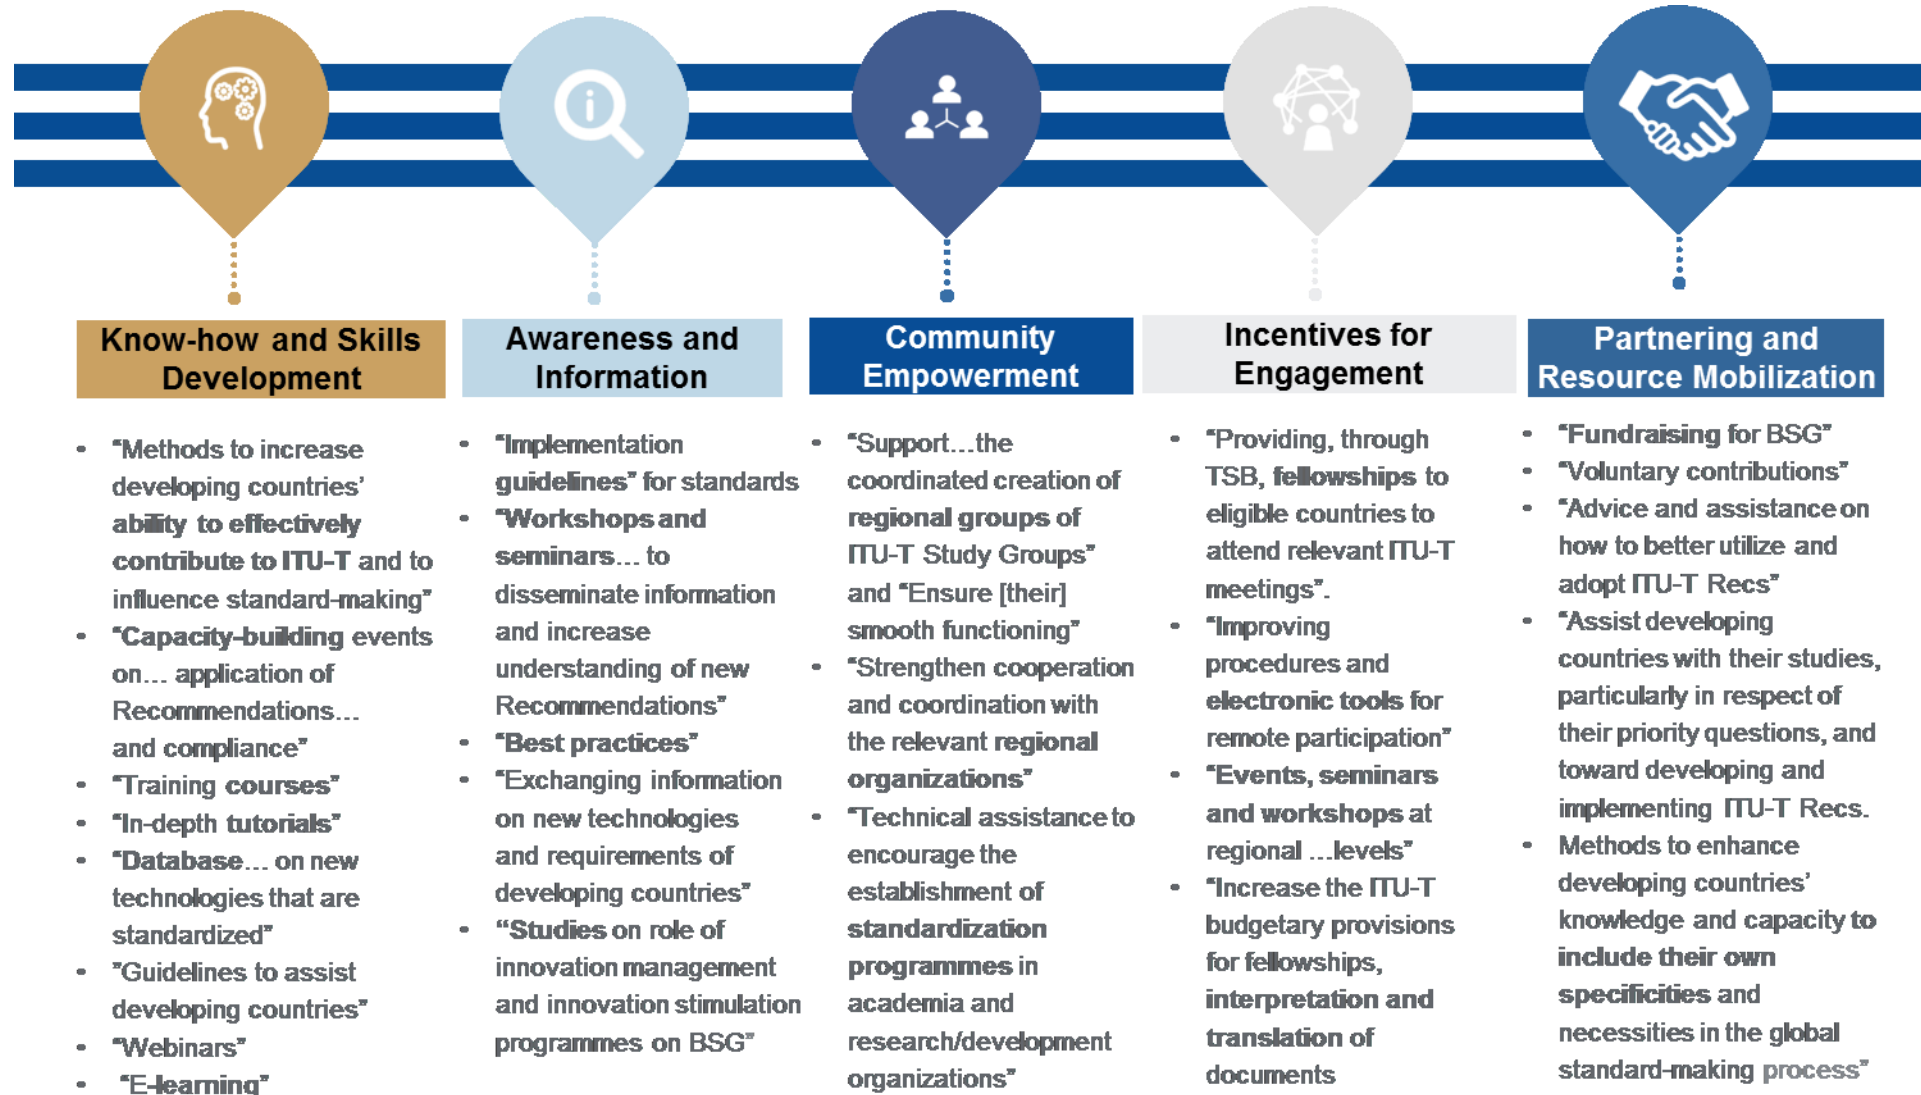 i
Know-how and Skills
Development
• “Methods to increase
developing countries’
ability to effectively
contribute to ITU-T and to
influence standard-making”
• “Capacity-building events
on… application of
Recommendations…
and compliance”
• “Training courses”
• “In-depth tutorials”
• “Database… on new
technologies that are
standardized”
• ”Guidelines to assist
developing countries”
• “Webinars”
• “E-learning”
Awareness and
Information
• “Implementation
guidelines” for standards
• “Workshops and
seminars… to
disseminate information
and increase
understanding of new
Recommendations”
• “Best practices”
• “Exchanging information
on new technologies
and requirements of
developing countries”
• “Studies on role of
innovation management
and innovation stimulation
programmes on BSG”
Community
Empowerment
• “Support…the
coordinated creation of
regional groups of
ITU-T Study Groups”
and “Ensure [their]
smooth functioning”
• “Strengthen cooperation
and coordination with
the relevant regional
organizations”
• “Technical assistance to
encourage the
establishment of
standardization
programmes in
academia and
research/development
organizations”
Incentives for
Engagement
• “Providing, through
TSB, fellowships to
eligible countries to
attend relevant ITU-T
meetings”.
• “Improving
procedures and
electronic tools for
remote participation”
• “Events, seminars
and workshops at
regional …levels”
• “Increase the ITU-T
budgetary provisions
for fellowships,
interpretation and
translation of
documents
Partnering and
Resource Mobilization
• “Fundraising for BSG”
• “Voluntary contributions”
• “Advice and assistance on
how to better utilize and
adopt ITU-T Recs”
• “Assist developing
countries with their studies,
particularly in respect of
their priority questions, and
toward developing and
implementing ITU-T Recs.
• Methods to enhance
developing countries’
knowledge and capacity to
include their own
specificities and
necessities in the global
standard-making process”